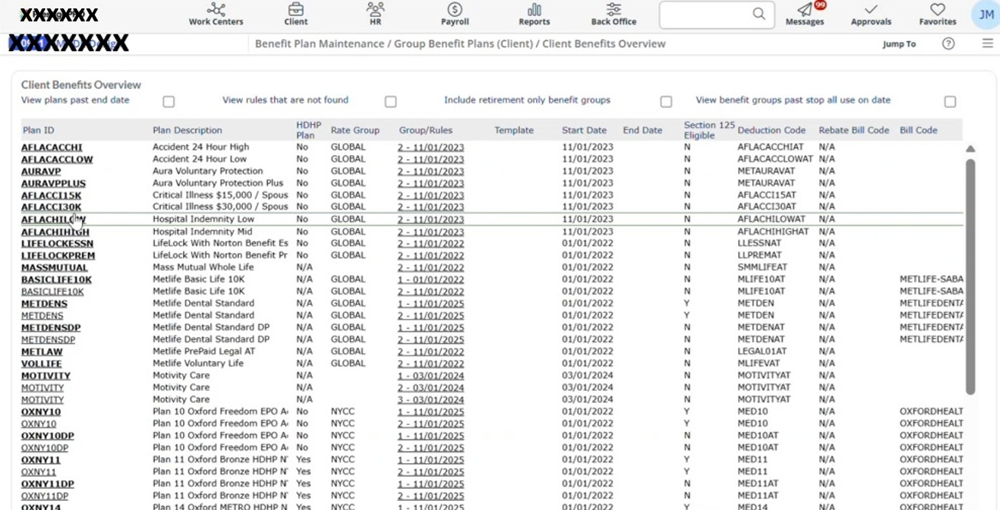 XXXXXX
Work Centers Client HR Payroll Reports Back Office Messages 99 Approvals Favorites JM
XXXXXXX Benefit Plan Maintenance / Group Benefit Plans (Client) / Client Benefits Overview Jump To ?
Client Benefits Overview
View plans past end date View rules that are not found Include retirement only benefit groups View benefit groups past stop all use on date
Plan ID Plan Description HDHP Plan Rate Group Group/Rules Template Start Date End Date Section 125 Eligible Deduction Code Rebate Bill Code Bill Code
AFLACACCHI Accident 24 Hour High No GLOBAL 2 - 11/01/2023 11/01/2023 N AFLACACCHIAT N/A
AFLACACCLOW Accident 24 Hour Low No GLOBAL 2 - 11/01/2023 11/01/2023 N AFLACACCLOWAT N/A
AURAVP Aura Voluntary Protection No GLOBAL 2 - 11/01/2023 11/01/2023 N METAURAVAT N/A
AURAVPPLUS Aura Voluntary Protection Plus No GLOBAL 2 - 11/01/2023 11/01/2023 N METAURAVAT N/A
AFLACCI15K Critical Illness $15,000 / Spous No GLOBAL 2 - 11/01/2023 11/01/2023 N AFLACCI15AT N/A
AFLACCI30K Critical Illness $30,000 / Spous No GLOBAL 2 - 11/01/2023 11/01/2023 N AFLACCI30AT N/A
AFLACHILOW Hospital Indemnity Low No GLOBAL 2 - 11/01/2023 11/01/2023 N AFLACHILOWAT N/A
AFLACHIHIGH Hospital Indemnity Mid No GLOBAL 2 - 11/01/2023 11/01/2023 N AFLACHIHIGHAT N/A
LIFELOCKESSN LifeLock With Norton Benefit Es No GLOBAL 2 - 11/01/2023 01/01/2022 N LLESSNAT N/A
LIFELOCKPREM LifeLock With Norton Benefit Pr No GLOBAL 2 - 11/01/2023 01/01/2022 N LLPREMAT N/A
MASSMUTUAL Mass Mutual Whole Life N/A 2 - 11/01/2022 01/01/2022 N SMMLIFEAT N/A
BASICLIFE10K Metlife Basic Life 10K N/A GLOBAL 1 - 01/01/2022 01/01/2022 N MLIFE10AT N/A METLIFE-SABA
BASICLIFE10K Metlife Basic Life 10K N/A GLOBAL 2 - 11/01/2022 01/01/2022 N MLIFE10AT N/A METLIFE-SABA
METDENS Metlife Dental Standard N/A GLOBAL 1 - 11/01/2025 01/01/2022 Y METDEN N/A METLIFEDENTA
METDENS Metlife Dental Standard N/A GLOBAL 2 - 11/01/2025 01/01/2022 Y METDEN N/A METLIFEDENTA
METDENSDP Metlife Dental Standard DP N/A GLOBAL 1 - 11/01/2025 01/01/2022 N METDENAT N/A METLIFEDENTA
METDENSDP Metlife Dental Standard DP N/A GLOBAL 2 - 11/01/2025 01/01/2022 N METDENAT N/A METLIFEDENTA
METLAW Metlife PrePaid Legal AT N/A GLOBAL 2 - 11/01/2022 01/01/2022 N LEGAL01AT N/A
VOLLIFE Metlife Voluntary Life N/A GLOBAL 2 - 11/01/2022 01/01/2022 N MLIFEVAT N/A
MOTIVITY Motivity Care N/A 1 - 03/01/2024 03/01/2024 N MOTIVITYAT N/A
MOTIVITY Motivity Care N/A 2 - 03/01/2024 03/01/2024 N MOTIVITYAT N/A
MOTIVITY Motivity Care N/A 3 - 03/01/2024 03/01/2024 N MOTIVITYAT N/A
OXNY10 Plan 10 Oxford Freedom EPO A No NYCC 1 - 11/01/2025 01/01/2022 Y MED10 N/A OXFORDHEALT
OXNY10 Plan 10 Oxford Freedom EPO A No NYCC 2 - 11/01/2025 01/01/2022 Y MED10 N/A OXFORDHEALT
OXNY10DP Plan 10 Oxford Freedom EPO A No NYCC 1 - 11/01/2025 01/01/2022 N MED10AT N/A OXFORDHEALT
OXNY10DP Plan 10 Oxford Freedom EPO A No NYCC 2 - 11/01/2025 01/01/2022 N MED10AT N/A OXFORDHEALT
OXNY11 Plan 11 Oxford Bronze HDHP N Yes NYCC 1 - 11/01/2025 01/01/2022 Y MED11 N/A OXFORDHEALT
OXNY11 Plan 11 Oxford Bronze HDHP N Yes NYCC 2 - 11/01/2025 01/01/2022 Y MED11 N/A OXFORDHEALT
OXNY11DP Plan 11 Oxford Bronze HDHP N Yes NYCC 1 - 11/01/2025 01/01/2022 N MED11AT N/A OXFORDHEALT
OXNY11DP Plan 11 Oxford Bronze HDHP N Yes NYCC 2 - 11/01/2025 01/01/2022 N MED11AT N/A OXFORDHEALT
OXNY14 Plan 14 Oxford METRO HDHP N Yes NYCC 1 - 11/01/2025 01/01/2022 Y MED14 N/A OXFORDHEALT